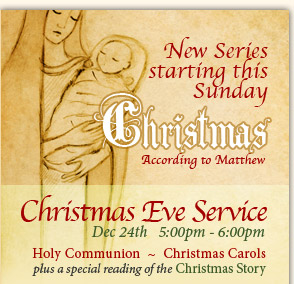 New Series
starting this
Sunday
Christmas
According to Matthew
Christmas Eve Service
Dec 24th 5:00pm - 6:00pm
Holy Communion ~ Christmas Carols
plus a special reading of the Christmas Story